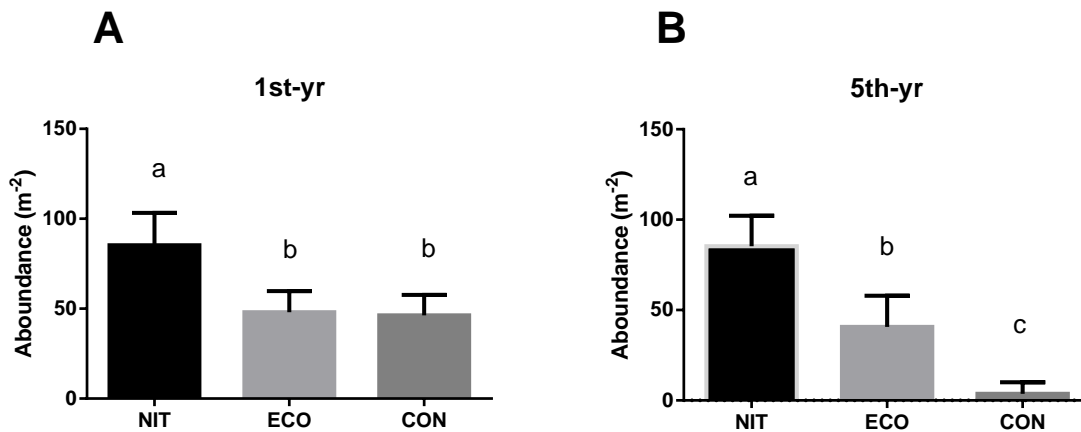 A
1st-yr
Aboundance (m⁻²)
150
100
50
0
a
b
b
NIT
ECO
CON
B
5th-yr
Aboundance (m⁻²)
150
100
50
0
a
b
c
NIT
ECO
CON